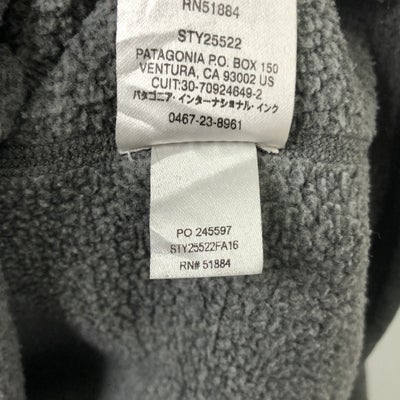 RN51884
STY25522
PATAGONIA P.O. BOX 150
VENTURA, CA 93002 US
CUIT:30-70924649-2
パタゴニア・インターナショナル・インク
0467-23-8961
PO 245597
STY25522FA16
RN# 51884